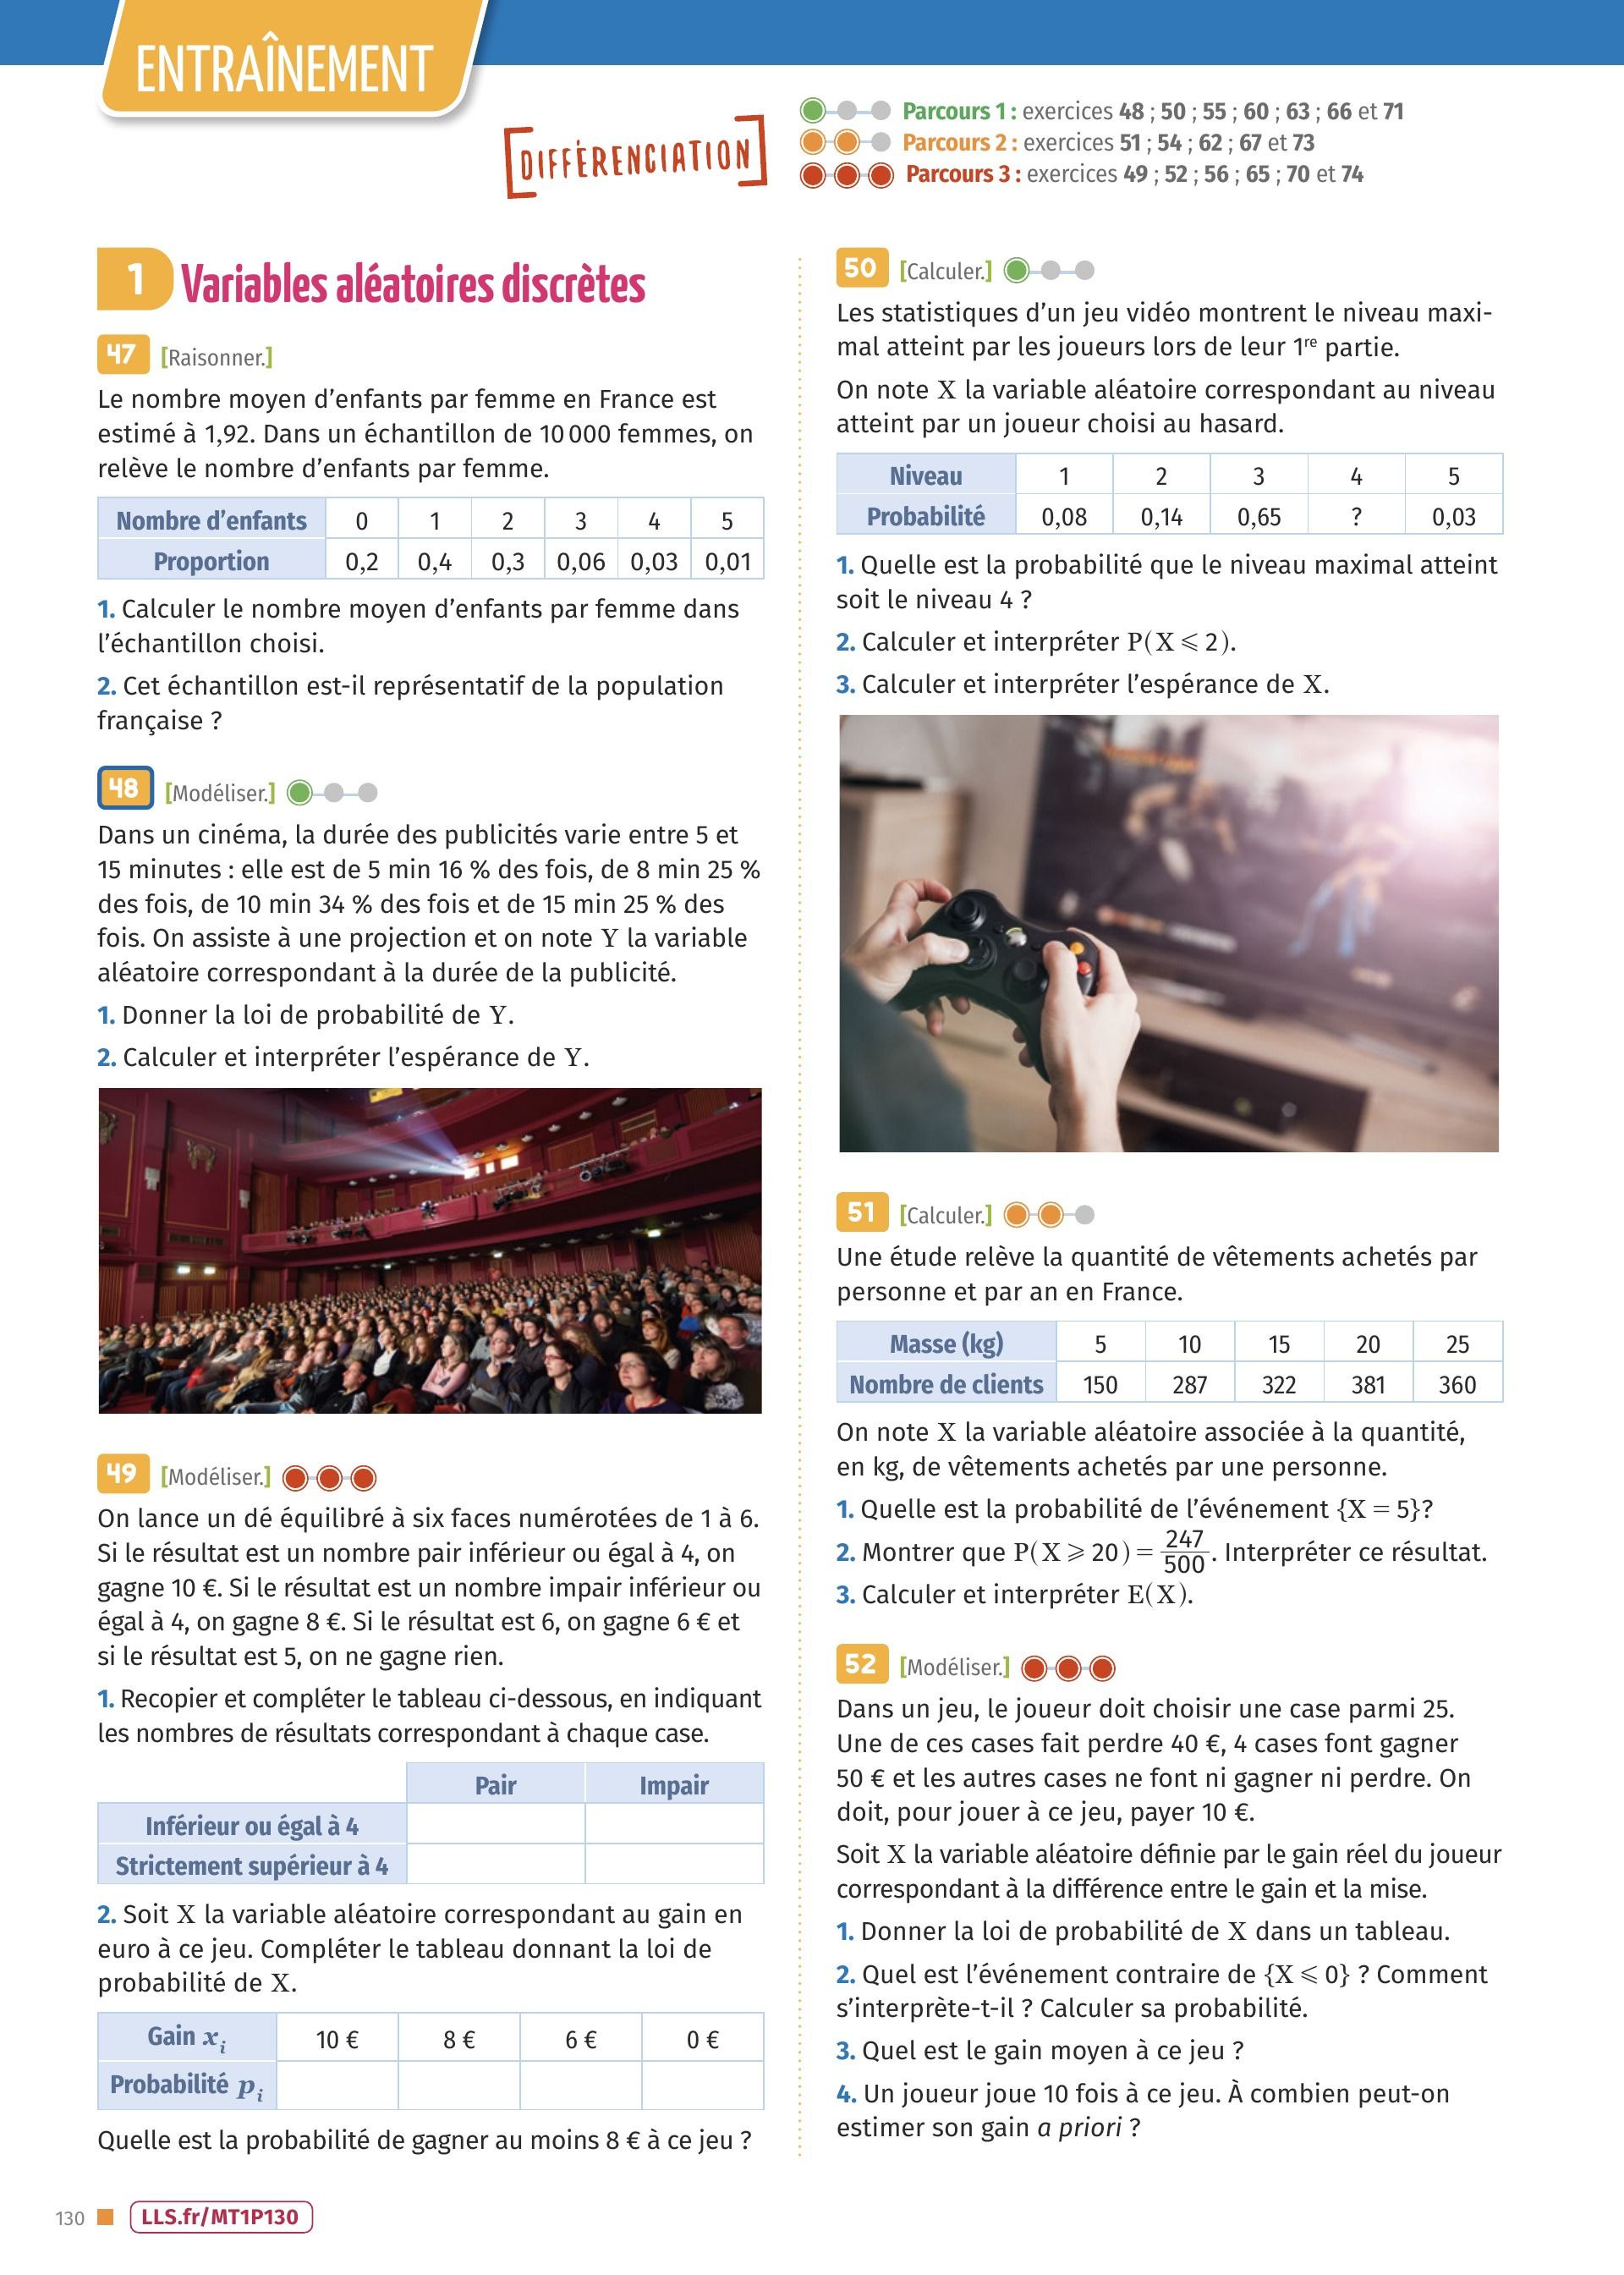 ENTRAÎNEMENT
DIFFÉRENCIATION
Parcours 1 : exercices 48 ; 50 ; 55 ; 60 ; 63 ; 66 et 71
Parcours 2 : exercices 51 ; 54 ; 62 ; 67 et 73
Parcours 3 : exercices 49 ; 52 ; 56 ; 65 ; 70 et 74
1 Variables aléatoires discrètes
47 [Raisonner.]
Le nombre moyen d’enfants par femme en France est
estimé à 1,92. Dans un échantillon de 10 000 femmes, on
relève le nombre d’enfants par femme.
Nombre d’enfants 0 1 2 3 4 5
Proportion 0,2 0,4 0,3 0,06 0,03 0,01
1. Calculer le nombre moyen d’enfants par femme dans
l’échantillon choisi.
2. Cet échantillon est-il représentatif de la population
française ?
48 [Modéliser.]
Dans un cinéma, la durée des publicités varie entre 5 et
15 minutes : elle est de 5 min 16 % des fois, de 8 min 25 %
des fois, de 10 min 34 % des fois et de 15 min 25 % des
fois. On assiste à une projection et on note Y la variable
aléatoire correspondant à la durée de la publicité.
1. Donner la loi de probabilité de Y.
2. Calculer et interpréter l’espérance de Y.
49 [Modéliser.]
On lance un dé équilibré à six faces numérotées de 1 à 6.
Si le résultat est un nombre pair inférieur ou égal à 4, on
gagne 10 €. Si le résultat est un nombre impair inférieur ou
égal à 4, on gagne 8 €. Si le résultat est 6, on gagne 6 € et
si le résultat est 5, on ne gagne rien.
1. Recopier et compléter le tableau ci-dessous, en indiquant
les nombres de résultats correspondant à chaque case.
Pair Impair
Inférieur ou égal à 4
Strictement supérieur à 4
2. Soit X la variable aléatoire correspondant au gain en
euro à ce jeu. Compléter le tableau donnant la loi de
probabilité de X.
Gain xᵢ 10 € 8 € 6 € 0 €
Probabilité pᵢ
Quelle est la probabilité de gagner au moins 8 € à ce jeu ?
50 [Calculer.]
Les statistiques d’un jeu vidéo montrent le niveau maxi-
mal atteint par les joueurs lors de leur 1re partie.
On note X la variable aléatoire correspondant au niveau
atteint par un joueur choisi au hasard.
Niveau 1 2 3 4 5
Probabilité 0,08 0,14 0,65 ? 0,03
1. Quelle est la probabilité que le niveau maximal atteint
soit le niveau 4 ?
2. Calculer et interpréter P(X ⩽ 2).
3. Calculer et interpréter l’espérance de X.
51 [Calculer.]
Une étude relève la quantité de vêtements achetés par
personne et par an en France.
Masse (kg) 5 10 15 20 25
Nombre de clients 150 287 322 381 360
On note X la variable aléatoire associée à la quantité,
en kg, de vêtements achetés par une personne.
1. Quelle est la probabilité de l’événement {X = 5}?
2. Montrer que P(X ⩾ 20) = 247/500. Interpréter ce résultat.
3. Calculer et interpréter E(X).
52 [Modéliser.]
Dans un jeu, le joueur doit choisir une case parmi 25.
Une de ces cases fait perdre 40 €, 4 cases font gagner
50 € et les autres cases ne font ni gagner ni perdre. On
doit, pour jouer à ce jeu, payer 10 €.
Soit X la variable aléatoire définie par le gain réel du joueur
correspondant à la différence entre le gain et la mise.
1. Donner la loi de probabilité de X dans un tableau.
2. Quel est l’événement contraire de {X ⩽ 0} ? Comment
s’interprète-t-il ? Calculer sa probabilité.
3. Quel est le gain moyen à ce jeu ?
4. Un joueur joue 10 fois à ce jeu. À combien peut-on
estimer son gain a priori ?
130 LLS.fr/MT1P130